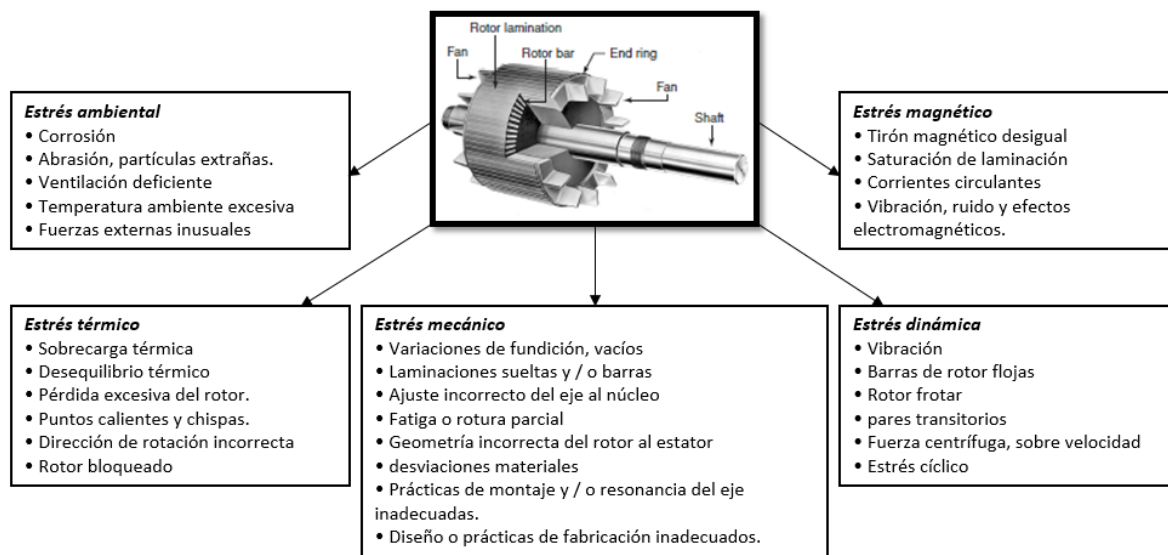 Rotor lamination
Fan
Rotor bar
End ring
Fan
Shaft
Estrés ambiental
• Corrosión
• Abrasión, partículas extrañas.
• Ventilación deficiente
• Temperatura ambiente excesiva
• Fuerzas externas inusuales
Estrés magnético
• Tirón magnético desigual
• Saturación de laminación
• Corrientes circulantes
• Vibración, ruido y efectos
electromagnéticos.
Estrés térmico
• Sobrecarga térmica
• Desequilibrio térmico
• Pérdida excesiva del rotor.
• Puntos calientes y chispas.
• Dirección de rotación incorrecta
• Rotor bloqueado
Estrés mecánico
• Variaciones de fundición, vacíos
• Laminaciones sueltas y / o barras
• Ajuste incorrecto del eje al núcleo
• Fatiga o rotura parcial
• Geometría incorrecta del rotor al estator
• desviaciones materiales
• Prácticas de montaje y / o resonancia del eje
inadecuadas.
• Diseño o prácticas de fabricación inadecuados.
Estrés dinámica
• Vibración
• Barras de rotor flojas
• Rotor frotar
• pares transitorios
• Fuerza centrífuga, sobre velocidad
• Estrés cíclico